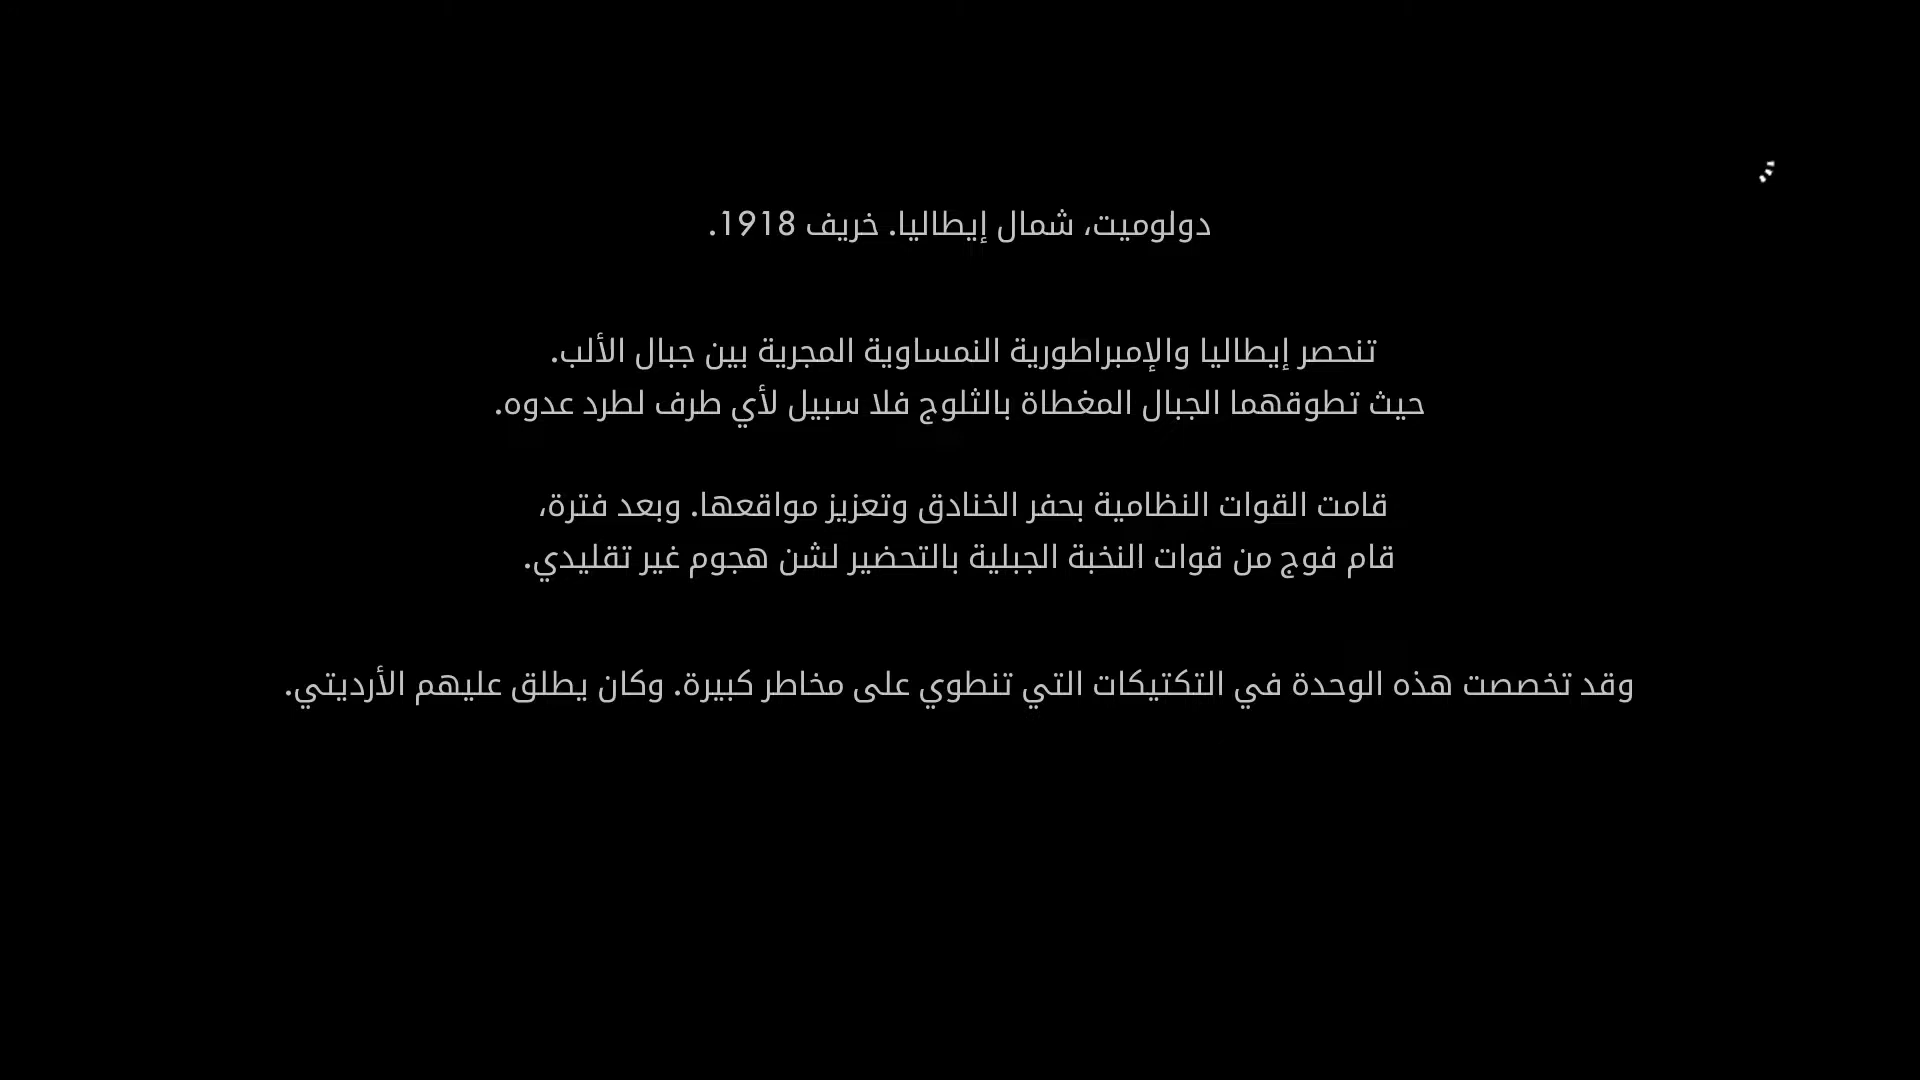 دولوميت، شمال إيطاليا. خريف 1918.
تنحصر إيطاليا والإمبراطورية النمساوية المجرية بين جبال الألب.
حيث تطوقهما الجبال المغطاة بالثلوج فلا سبيل لأي طرف لطرد عدوه.
قامت القوات النظامية بحفر الخنادق وتعزيز مواقعها. وبعد فترة،
قام فوج من قوات النخبة الجبلية بالتحضير لشن هجوم غير تقليدي.
وقد تخصصت هذه الوحدة في التكتيكات التي تنطوي على مخاطر كبيرة. وكان يطلق عليهم الأرديتي.